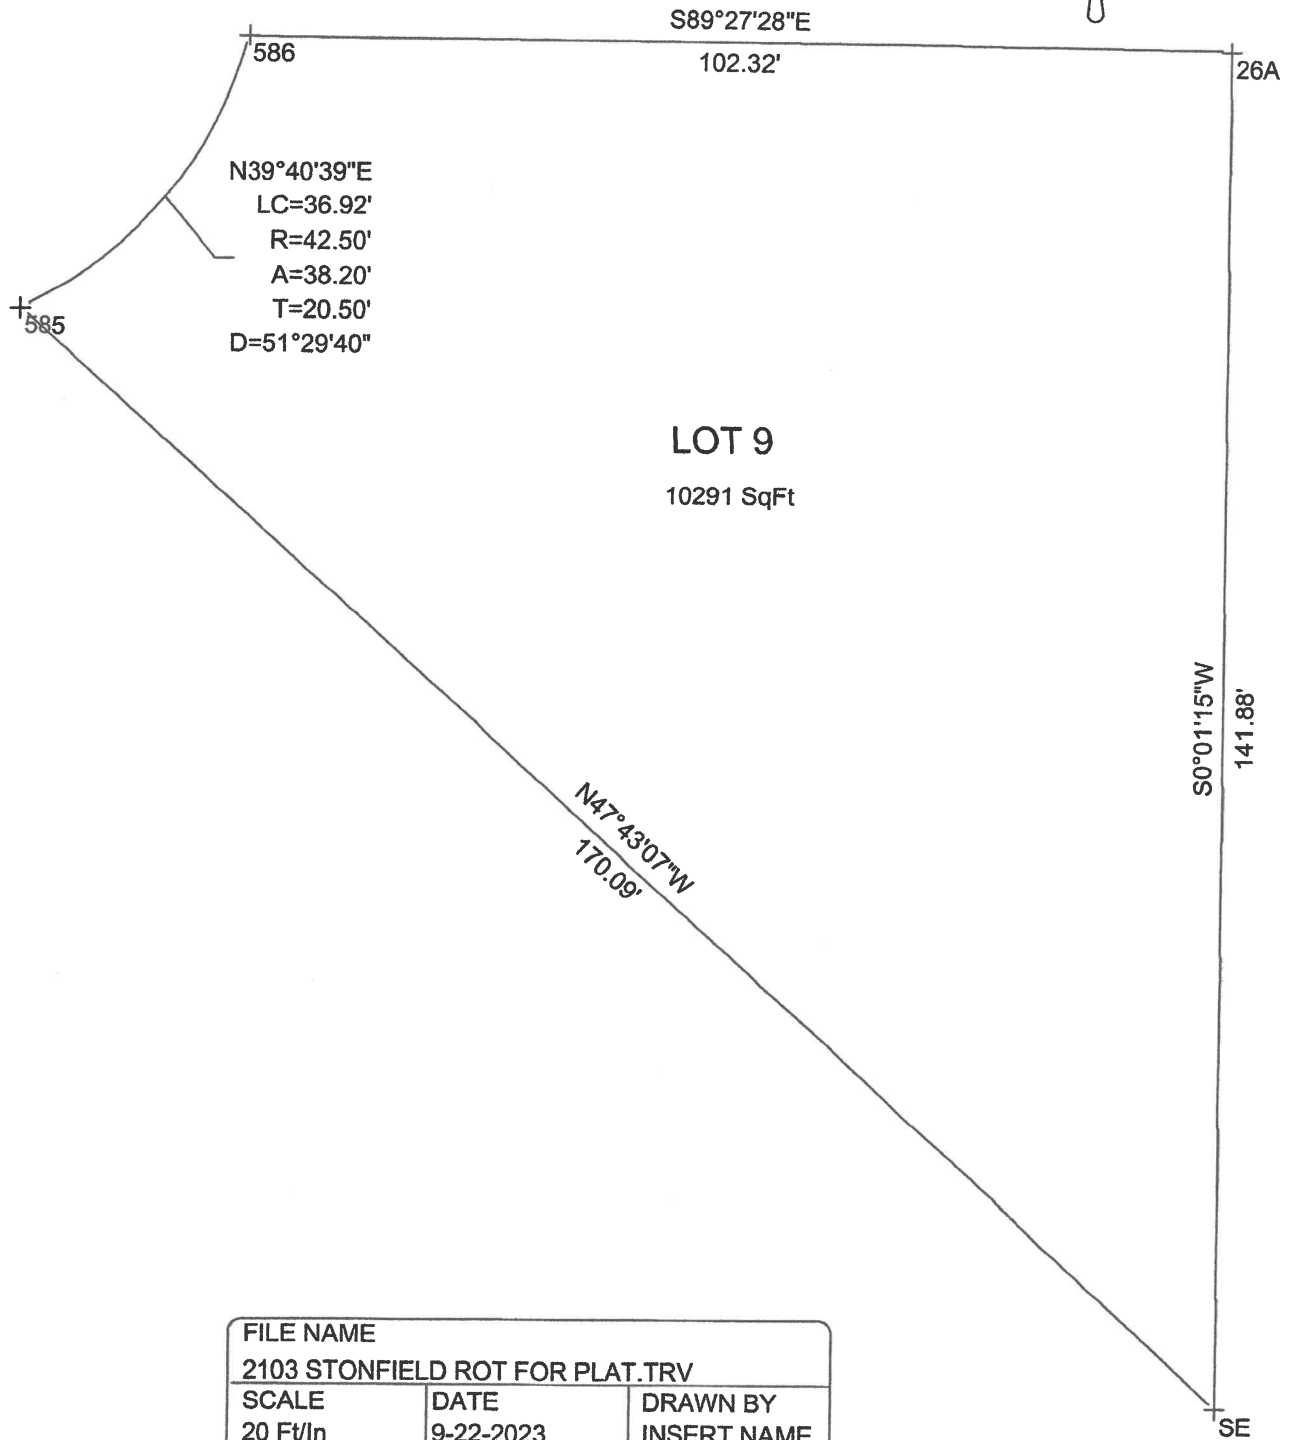 S89°27'28"E
102.32'
586
26A
N39°40'39"E
LC=36.92'
R=42.50'
A=38.20'
T=20.50'
D=51°29'40"
585
LOT 9
10291 SqFt
S0°01'15"W
141.88'
N47°43'07"W
170.09'
FILE NAME
2103 STONFIELD ROT FOR PLAT.TRV
SCALE DATE DRAWN BY
20 Ft/In 9-22-2023 INSERT NAME
SE